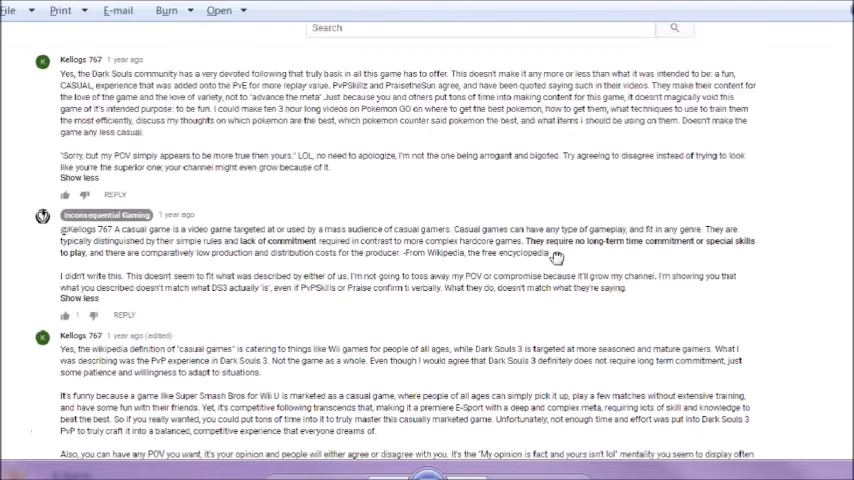 File Print E-mail Burn Open
Search
K Kellogs 767 1 year ago
Yes, the Dark Souls community has a very devoted following that truly bask in all this game has to offer. This doesn't make it any more or less than what it was intended to be: a fun,
CASUAL, experience that was added onto the PvE for more replay value. PvPSkillz and PraisetheSun agree, and have been quoted saying such in their videos. They make their content for
the love of the game and the love of variety, not to 'advance the meta' Just because you and others put tons of time into making content for this game, it doesn't magically void this
game of it's intended purpose: to be fun. I could make ten 3 hour long videos on Pokemon GO on where to get the best pokemon, how to get them, what techniques to use to train them
the most efficiently, discuss my thoughts on which pokemon are the best, which pokemon counter said pokemon the best, and what items i should be using on them. Doesn't make the
game any less casual.
"Sorry, but my POV simply appears to be more true then yours." LOL, no need to apologize, I'm not the one being arrogant and bigoted. Try agreeing to disagree instead of trying to look
like you're the superior one; your channel might even grow because of it.
Show less
REPLY
Inconsequential Gaming 1 year ago
@Kellogs 767 A casual game is a video game targeted at or used by a mass audience of casual gamers. Casual games can have any type of gameplay, and fit in any genre. They are
typically distinguished by their simple rules and lack of commitment required in contrast to more complex hardcore games. They require no long-term time commitment or special skills
to play, and there are comparatively low production and distribution costs for the producer. -From Wikipedia, the free encyclopedia
I didn't write this. This doesn't seem to fit what was described by either of us. I'm not going to toss away my POV or compromise because it'll grow my channel. I'm showing you that
what you described doesn't match what DS3 actually 'is', even if PvPSkills or Praise confirm ti verbally. What they do, doesn't match what they're saying.
Show less
1 REPLY
K Kellogs 767 1 year ago (edited)
Yes, the wikipedia definition of "casual games" is catering to things like Wii games for people of all ages, while Dark Souls 3 is targeted at more seasoned and mature gamers. What I
was describing was the PvP experience in Dark Souls 3. Not the game as a whole. Even though I would agree that Dark Souls 3 definitely does not require long term commitment, just
some patience and willingness to adapt to situations.
It's funny because a game like Super Smash Bros for Wii U is marketed as a casual game, where people of all ages can simply pick it up, play a few matches without extensive training,
and have some fun with their friends. Yet, it's competitive following transcends that, making it a premiere E-Sport with a deep and complex meta, requiring lots of skill and knowledge to
beat the best. So if you really wanted, you could put tons of time into it to truly master this casually marketed game. Unfortunately, not enough time and effort was put into Dark Souls 3
PvP to truly craft it into a balanced, competitive experience that everyone dreams of.
Also, you can have any POV you want, it's your opinion and people will either agree or disagree with you. It's the "My opinion is fact and yours isn't lol" mentality you seem to display often